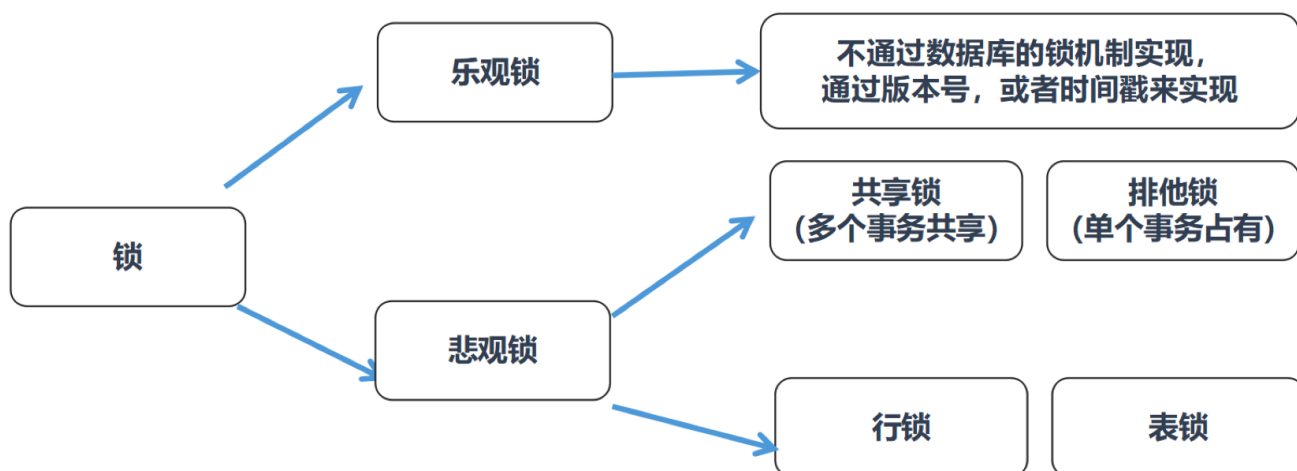 乐观锁
不通过数据库的锁机制实现，
通过版本号，或者时间戳来实现
锁
共享锁
（多个事务共享）
排他锁
（单个事务占有）
悲观锁
行锁
表锁